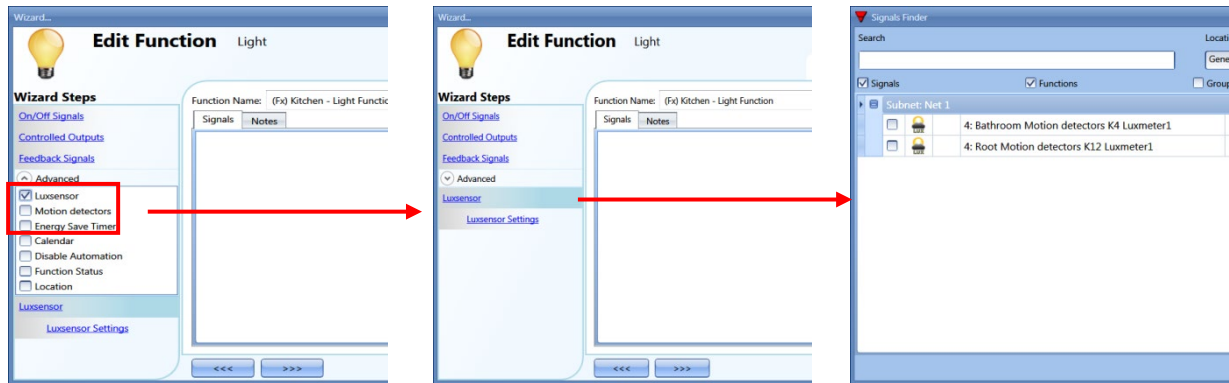 Wizard...
Edit Function Light
Wizard Steps
On/Off Signals
Controlled Outputs
Feedback Signals
Advanced
Luxsensor
Motion detectors
Energy Save Timer
Calendar
Disable Automation
Function Status
Location
Luxsensor
Luxsensor Settings
Function Name: (Fx) Kitchen - Light Functic
Signals Notes
<<< >>>
Wizard...
Edit Function Light
Wizard Steps
On/Off Signals
Controlled Outputs
Feedback Signals
Advanced
Luxsensor
Luxsensor Settings
Function Name: (Fx) Kitchen - Light Function
Signals Notes
<<< >>>
Signals Finder
Search Locati
Gene
Signals Functions Group
Subnet: Net 1
4: Bathroom Motion detectors K4 Luxmeter1
4: Root Motion detectors K12 Luxmeter1